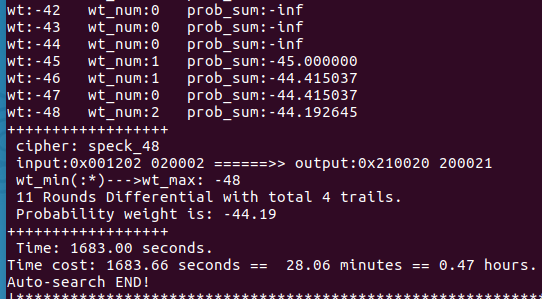 wt:-42   wt_num:0   prob_sum:-inf
wt:-43   wt_num:0   prob_sum:-inf
wt:-44   wt_num:0   prob_sum:-inf
wt:-45   wt_num:1   prob_sum:-45.000000
wt:-46   wt_num:1   prob_sum:-44.415037
wt:-47   wt_num:0   prob_sum:-44.415037
wt:-48   wt_num:2   prob_sum:-44.192645
++++++++++++++++++
 cipher: speck_48
 input:0x001202 020002 ======>> output:0x210020 200021
 wt_min(:*)--->wt_max: -48
 11 Rounds Differential with total 4 trails.
 Probability weight is: -44.19
++++++++++++++++++
 Time: 1683.00 seconds.
Time cost: 1683.66 seconds ==  28.06 minutes == 0.47 hours.
Auto-search END!
|***********************************************************